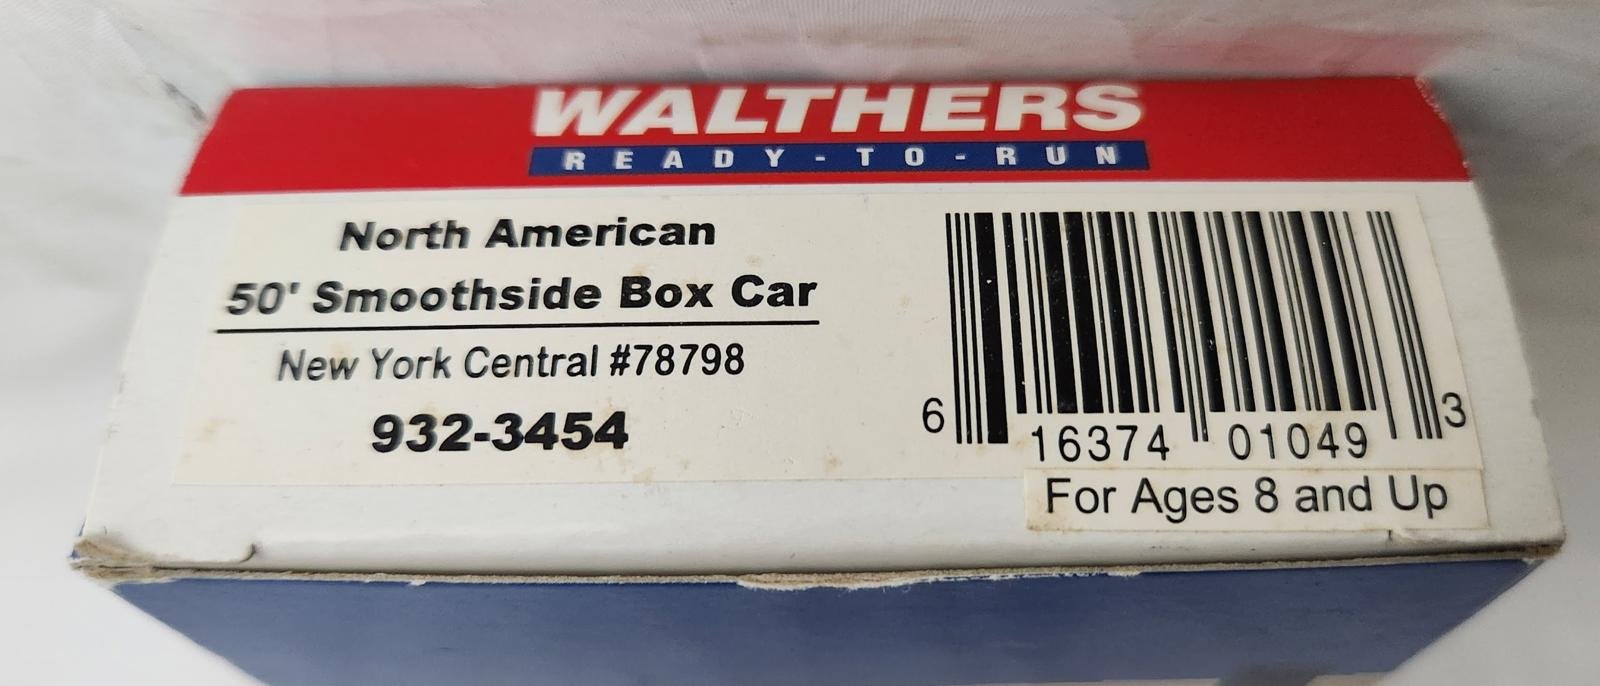 WALTHERS
READY-TO-RUN
North American
50' Smoothside Box Car
New York Central #78798
932-3454
6 16374 01049 3
For Ages 8 and Up